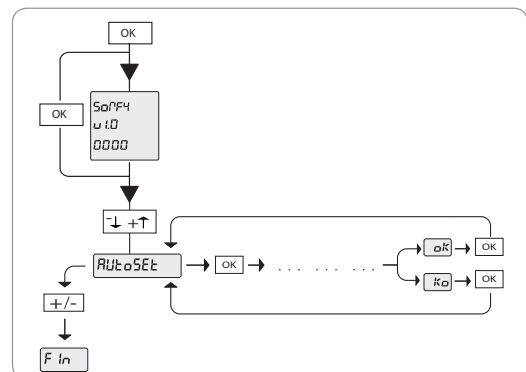 OK
OK
SoMFY
v1.0
0000
-↓ +↑
AUtoSEt
OK
. . . . . . . . .
oK
OK
Ko
OK
+/-
FIn